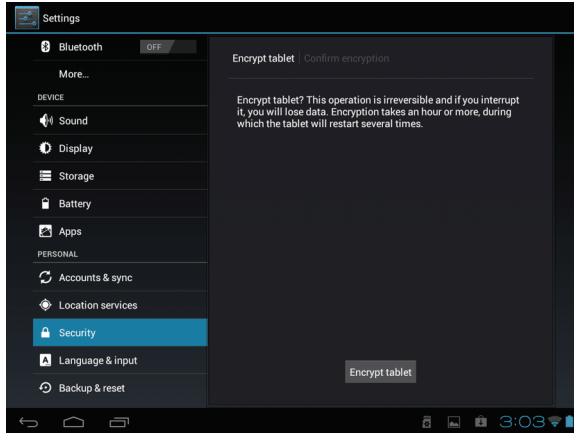 Settings
Bluetooth OFF
More...
DEVICE
Sound
Display
Storage
Battery
Apps
PERSONAL
Accounts & sync
Location services
Security
A Language & input
Backup & reset
Encrypt tablet Confirm encryption
Encrypt tablet? This operation is irreversible and if you interrupt
it, you will lose data. Encryption takes an hour or more, during
which the tablet will restart several times.
Encrypt tablet
3:03